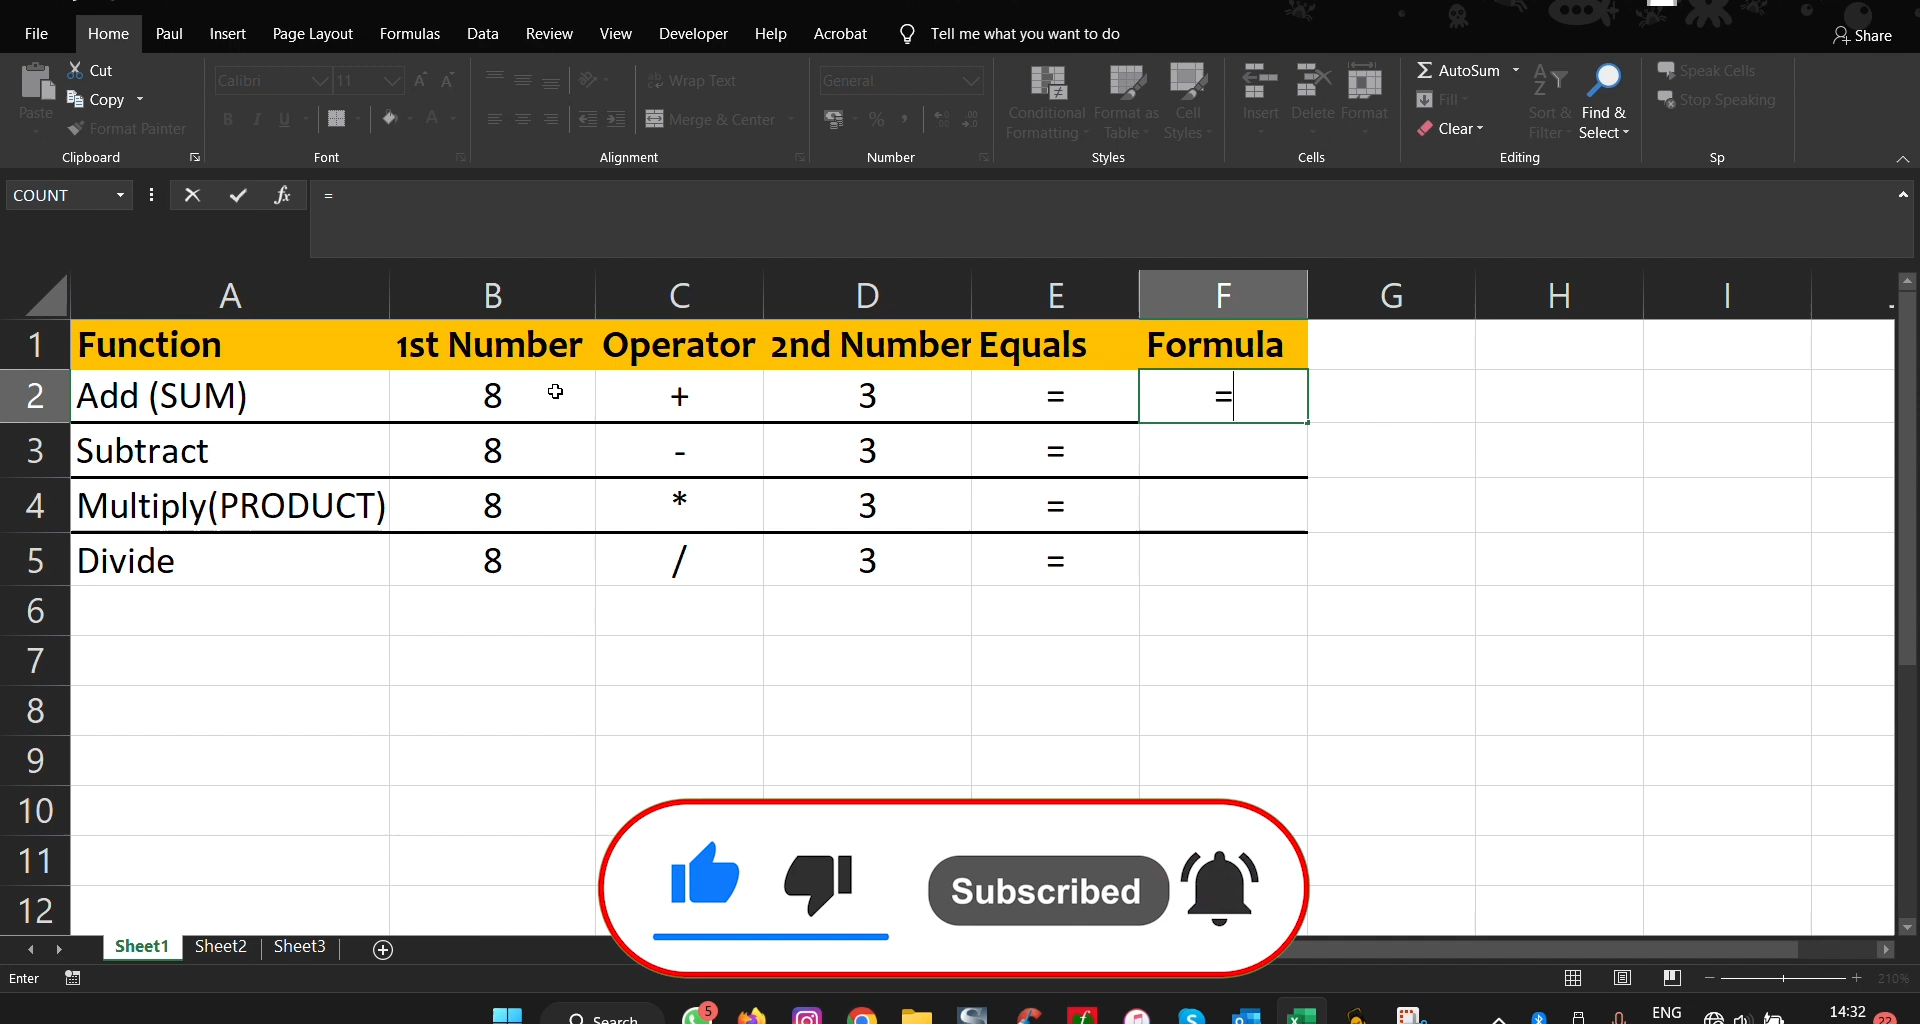 File Home Paul Insert Page Layout Formulas Data Review View Developer Help Acrobat Tell me what you want to do Share
Cut
Copy
Format Painter
Paste
Clipboard
Calibri 11
B I U
Font
Wrap Text
Merge & Center
Alignment
General
%
Number
Conditional Formatting
Format as Table
Cell Styles
Styles
Insert Delete Format
Cells
AutoSum
Fill
Clear
Sort & Filter
Find & Select
Editing
Speak Cells
Stop Speaking
Sp
COUNT fx =
A B C D E F G H I
1 Function 1st Number Operator 2nd Number Equals Formula
2 Add (SUM) 8 + 3 = =
3 Subtract 8 - 3 =
4 Multiply(PRODUCT) 8 * 3 =
5 Divide 8 / 3 =
6
7
8
9
10
11
12
Subscribed
Sheet1 Sheet2 Sheet3
Enter 210%
Search 5 ENG 14:32 22